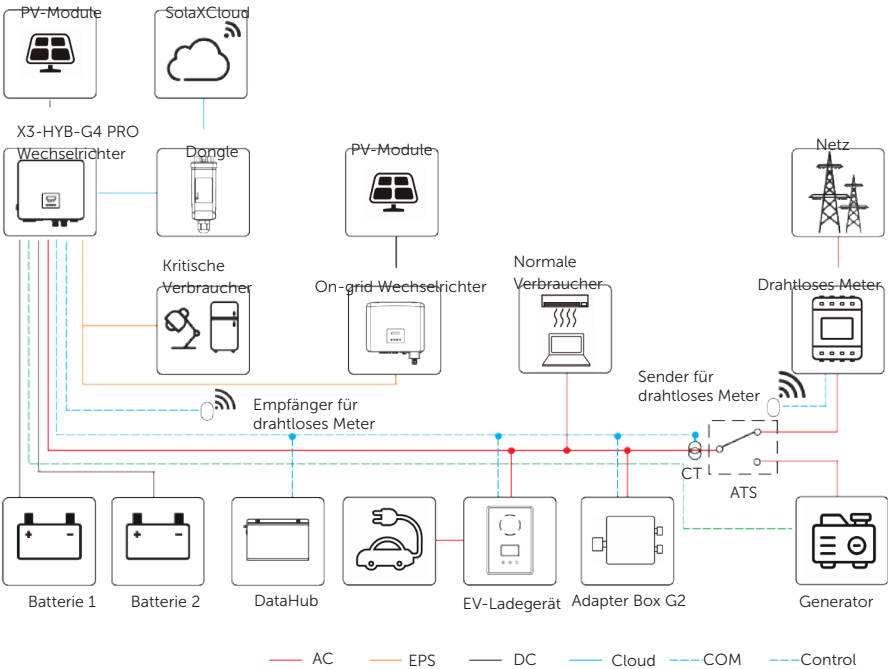 PV-Module
SolaXCloud
X3-HYB-G4 PRO
Wechselrichter
Dongle
PV-Module
Netz
Kritische
Verbraucher
On-grid Wechselrichter
Normale
Verbraucher
Drahtloses Meter
Empfänger für
drahtloses Meter
Sender für
drahtloses Meter
CT
ATS
Batterie 1
Batterie 2
DataHub
EV-Ladegerät
Adapter Box G2
Generator
AC
EPS
DC
Cloud
COM
Control